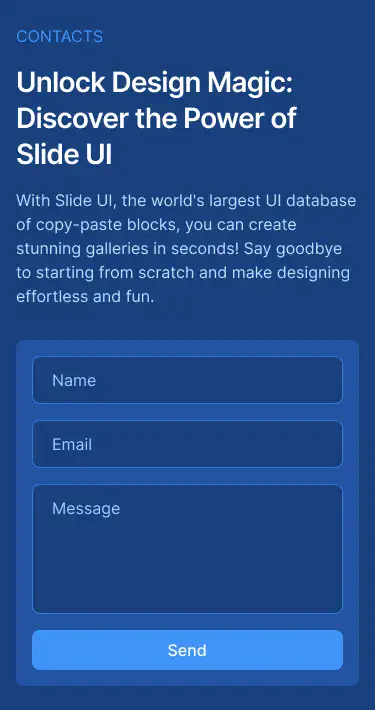 CONTACTS
Unlock Design Magic:
Discover the Power of
Slide UI
With Slide UI, the world's largest UI database
of copy-paste blocks, you can create
stunning galleries in seconds! Say goodbye
to starting from scratch and make designing
effortless and fun.
Name
Email
Message
Send